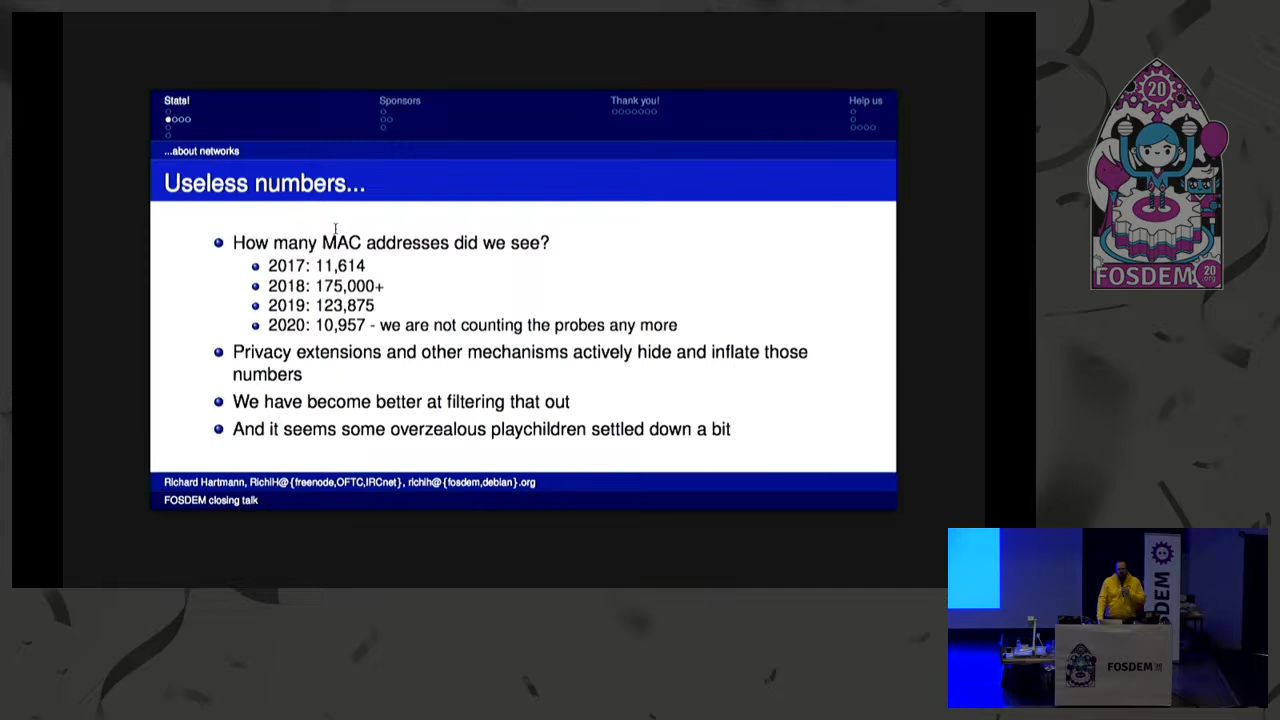 Stats!
Sponsors
Thank you!
Help us
...about networks
Useless numbers...
How many MAC addresses did we see?
2017: 11,614
2018: 175,000+
2019: 123,875
2020: 10,957 - we are not counting the probes any more
Privacy extensions and other mechanisms actively hide and inflate those
numbers
We have become better at filtering that out
And it seems some overzealous playchildren settled down a bit
Richard Hartmann, RichiH@{freenode,OFTC,IRCnet}, richih@{fosdem,debian}.org
FOSDEM closing talk
20
FOSDEM
20
.org
FOSDEM